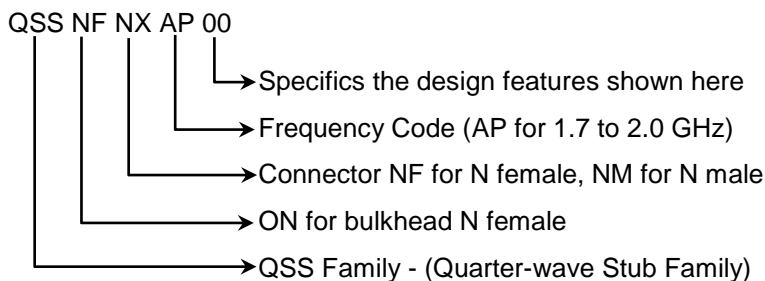 QSS NF NX AP 00
Specifics the design features shown here
Frequency Code (AP for 1.7 to 2.0 GHz)
Connector NF for N female, NM for N male
ON for bulkhead N female
QSS Family - (Quarter-wave Stub Family)